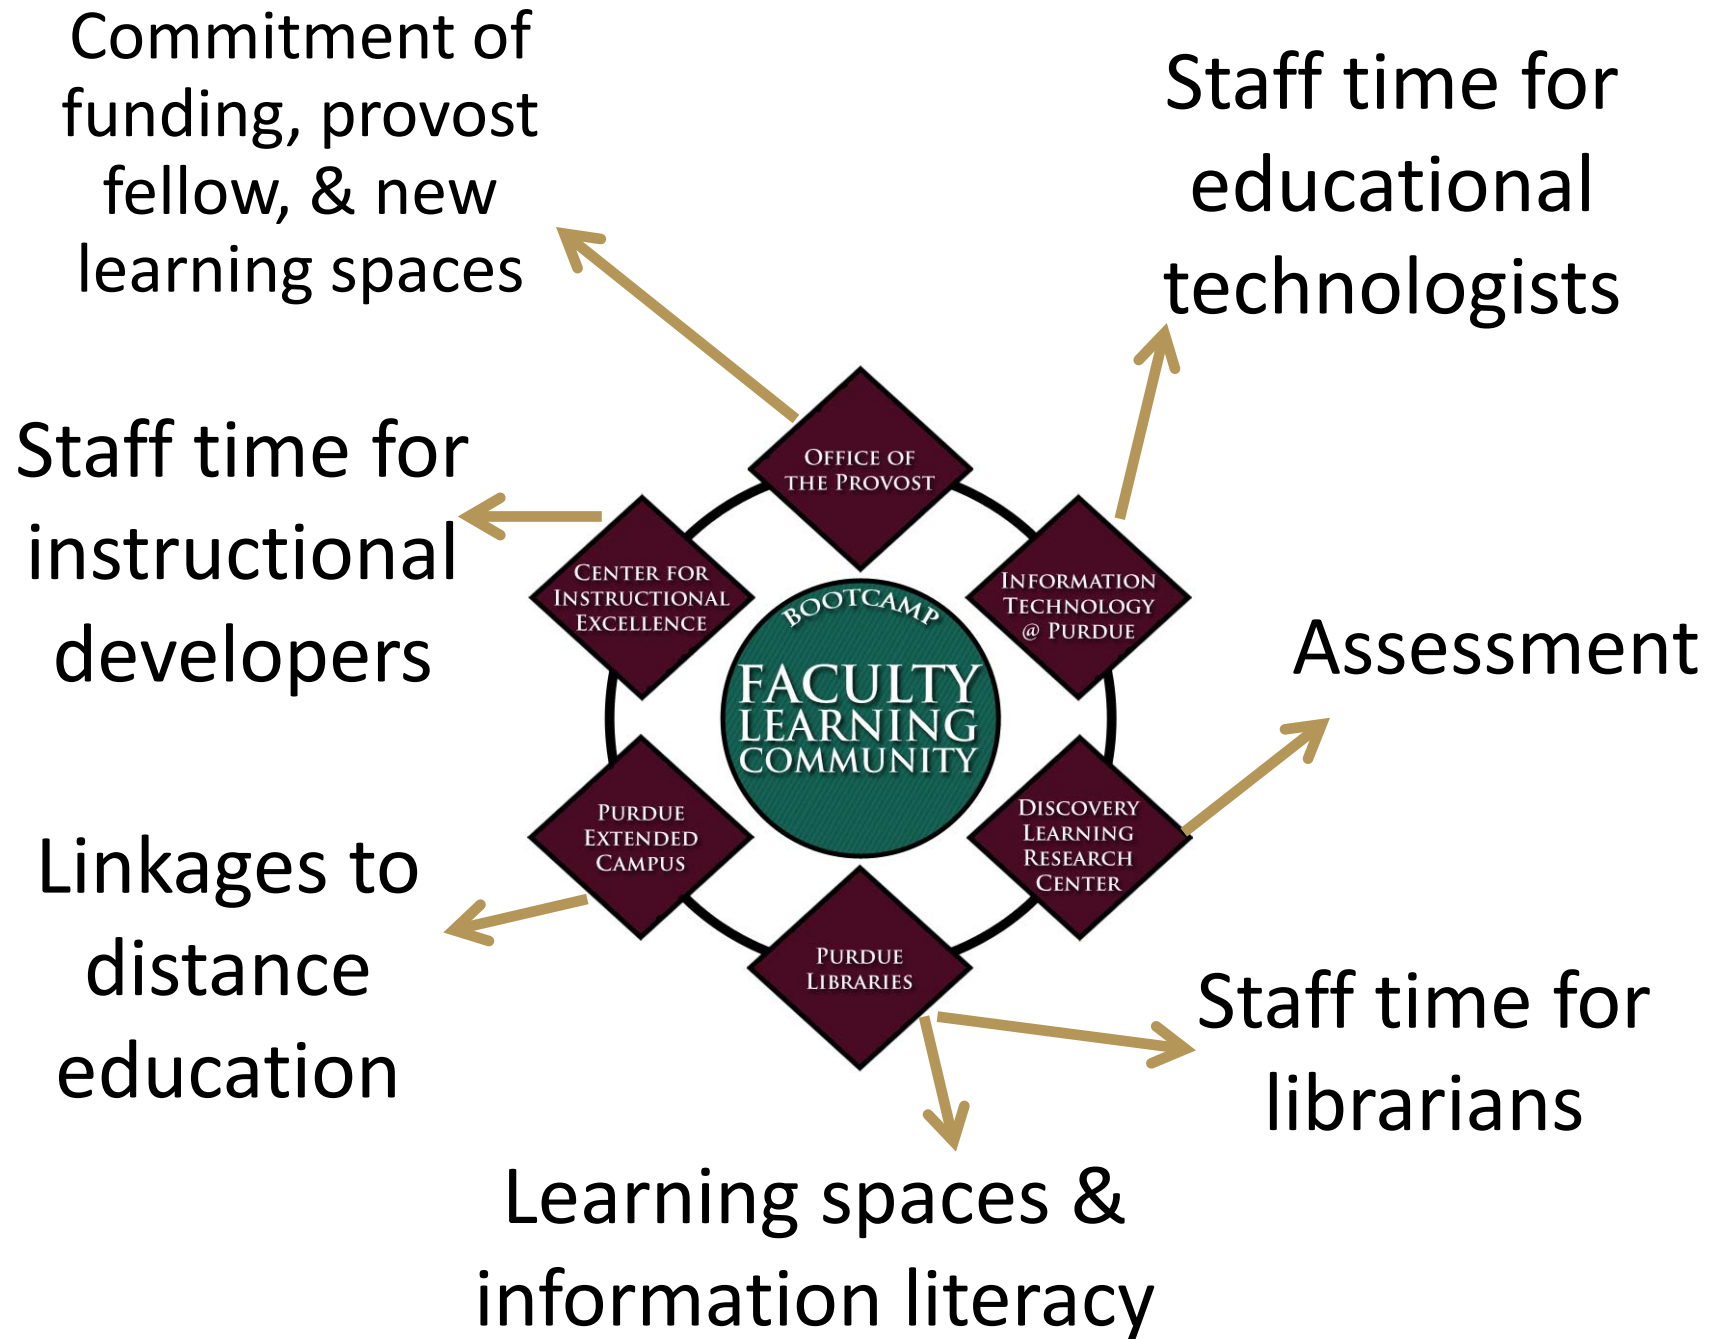 Commitment of
funding, provost
fellow, & new
learning spaces
Staff time for
educational
technologists
Staff time for
instructional
developers
OFFICE OF
THE PROVOST
CENTER FOR
INSTRUCTIONAL
EXCELLENCE
INFORMATION
TECHNOLOGY
@ PURDUE
BOOTCAMP
FACULTY
LEARNING
COMMUNITY
Assessment
PURDUE
EXTENDED
CAMPUS
DISCOVERY
LEARNING
RESEARCH
CENTER
Linkages to
distance
education
PURDUE
LIBRARIES
Staff time for
librarians
Learning spaces &
information literacy